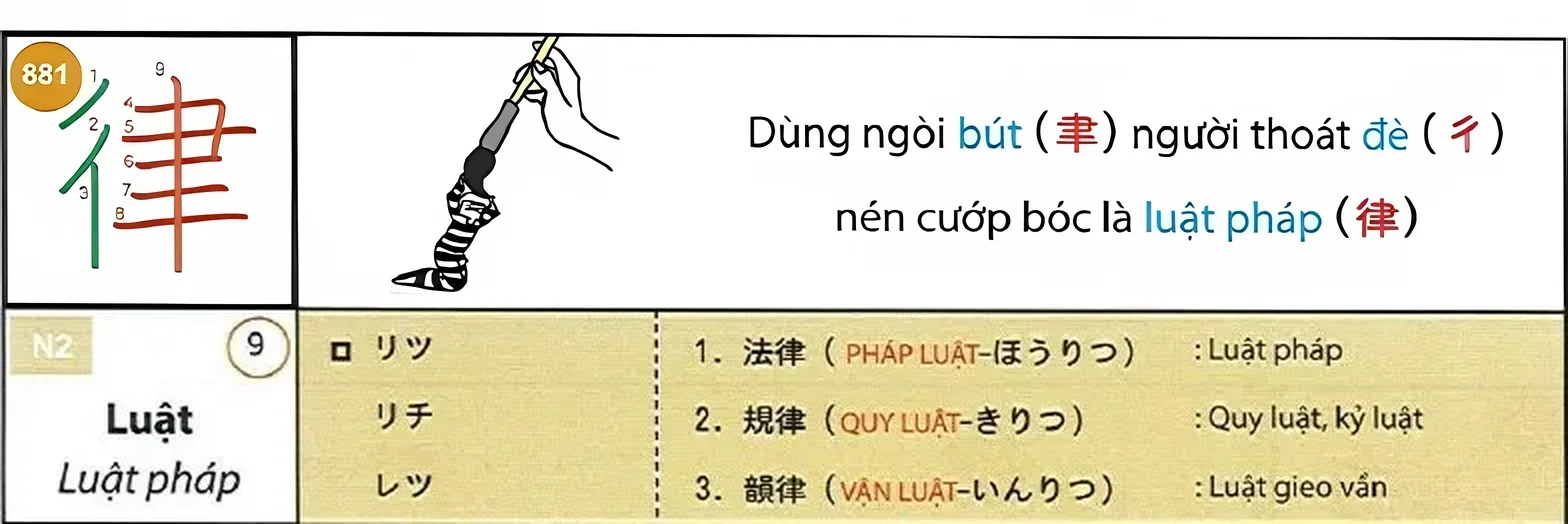 881
律
1
2
3
4
5
6
7
8
9
Dùng ngòi bút (聿) người thoát đè (彳)
nén cướp bóc là luật pháp (律)
N2
9
Luật
Luật pháp
リツ
リチ
レツ
1. 法律 (PHÁP LUẬT-ほうりつ) : Luật pháp
2. 規律 (QUY LUẬT-きりつ) : Quy luật, kỷ luật
3. 韻律 (VẬN LUẬT-いんりつ) : Luật gieo vần